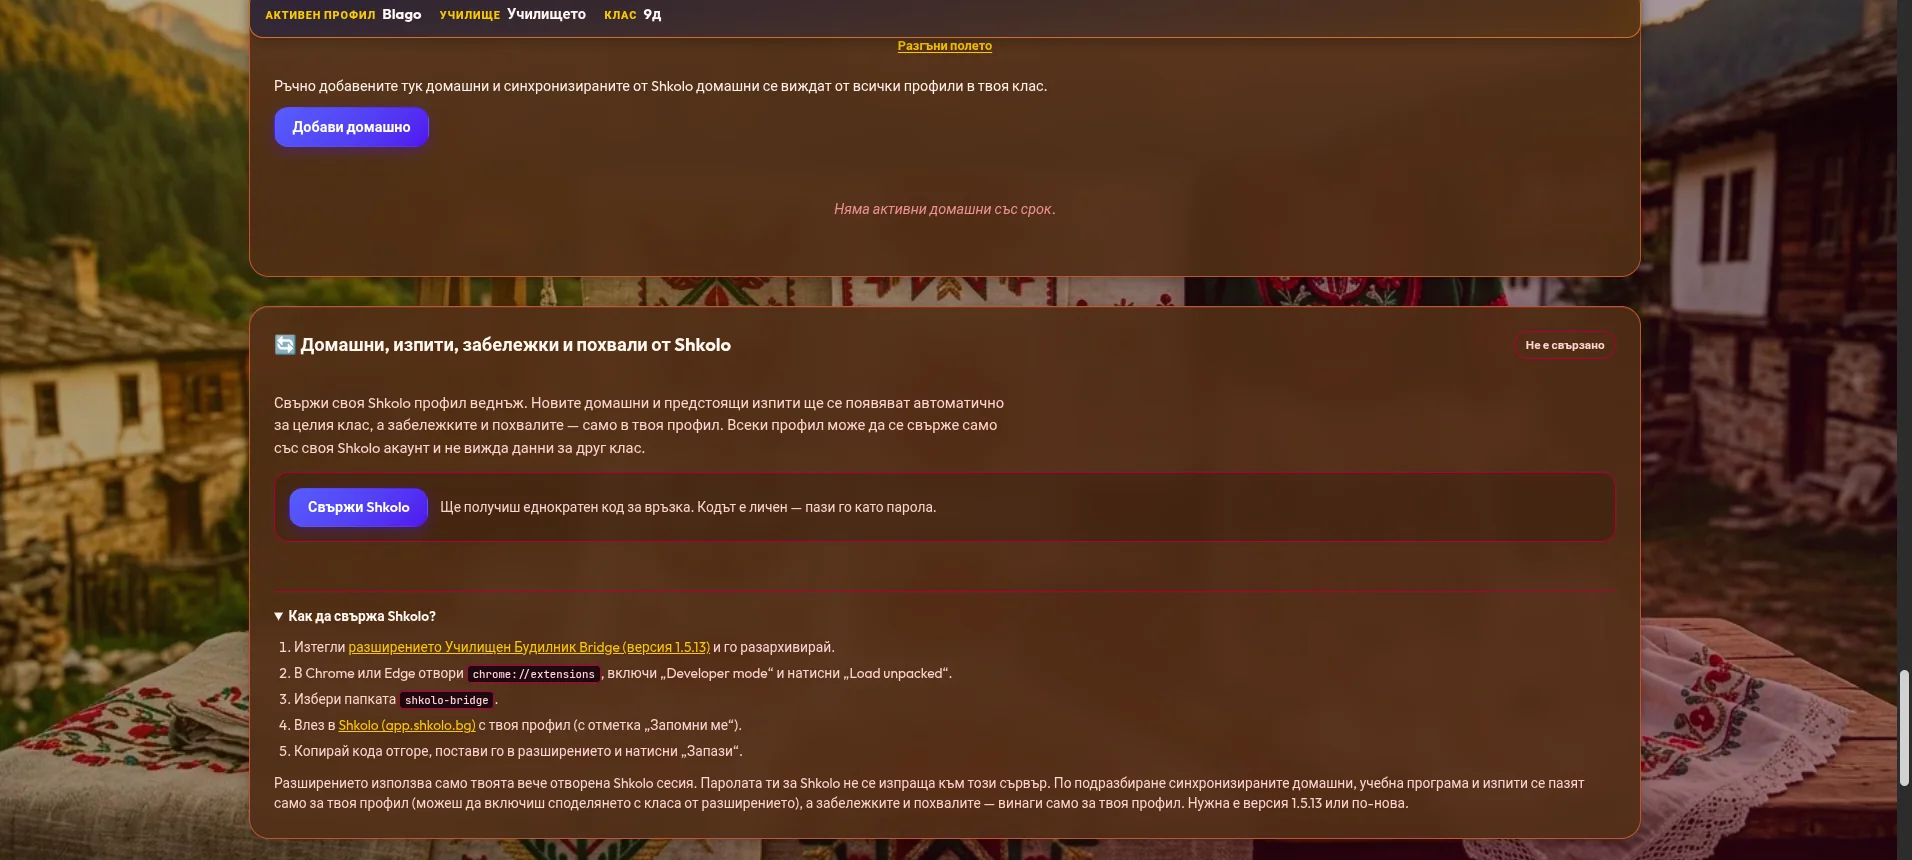 АКТИВЕН ПРОФИЛ Blago УЧИЛИЩЕ Училището КЛАС 9д
Разгъни полето
Ръчно добавените тук домашни и синхронизираните от Shkolo домашни се виждат от всички профили в твоя клас.
Добави домашно
Няма активни домашни със срок.
Домашни, изпити, забележки и похвали от Shkolo
Не е свързано
Свържи своя Shkolo профил веднъж. Новите домашни и предстоящи изпити ще се появяват автоматично
за целия клас, а забележките и похвалите — само в твоя профил. Всеки профил може да се свърже само
със своя Shkolo акаунт и не вижда данни за друг клас.
Свържи Shkolo Ще получиш еднократен код за връзка. Кодът е личен — пази го като парола.
▼ Как да свържа Shkolo?
1. Изтегли разширението Училищен Будилник Bridge (версия 1.5.13) и го разархивирай.
2. В Chrome или Edge отвори chrome://extensions, включи „Developer mode“ и натисни „Load unpacked“.
3. Избери папката shkolo-bridge.
4. Влез в Shkolo (app.shkolo.bg) с твоя профил (с отметка „Запомни ме“).
5. Копирай кода отгоре, постави го в разширението и натисни „Запази“.
Разширението използва само твоята вече отворена Shkolo сесия. Паролата ти за Shkolo не се изпраща към този сървър. По подразбиране синхронизираните домашни, учебна програма и изпити се пазят
само за твоя профил (можеш да включиш споделянето с класа от разширението), а забележките и похвалите — винаги само за твоя профил. Нужна е версия 1.5.13 или по-нова.